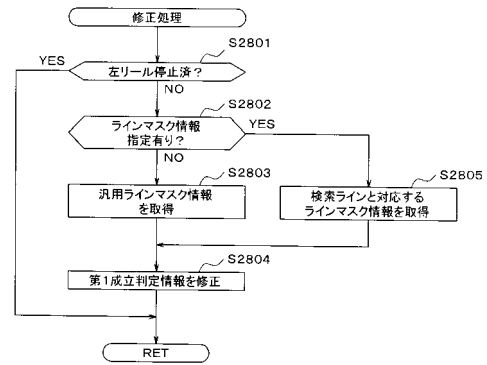 修正処理
S2801
左リール停止済？
YES
NO
S2802
ラインマスク情報
指定有り？
YES
NO
S2803
汎用ラインマスク情報
を取得
S2805
検索ラインと対応する
ラインマスク情報を取得
S2804
第1成立判定情報を修正
RET